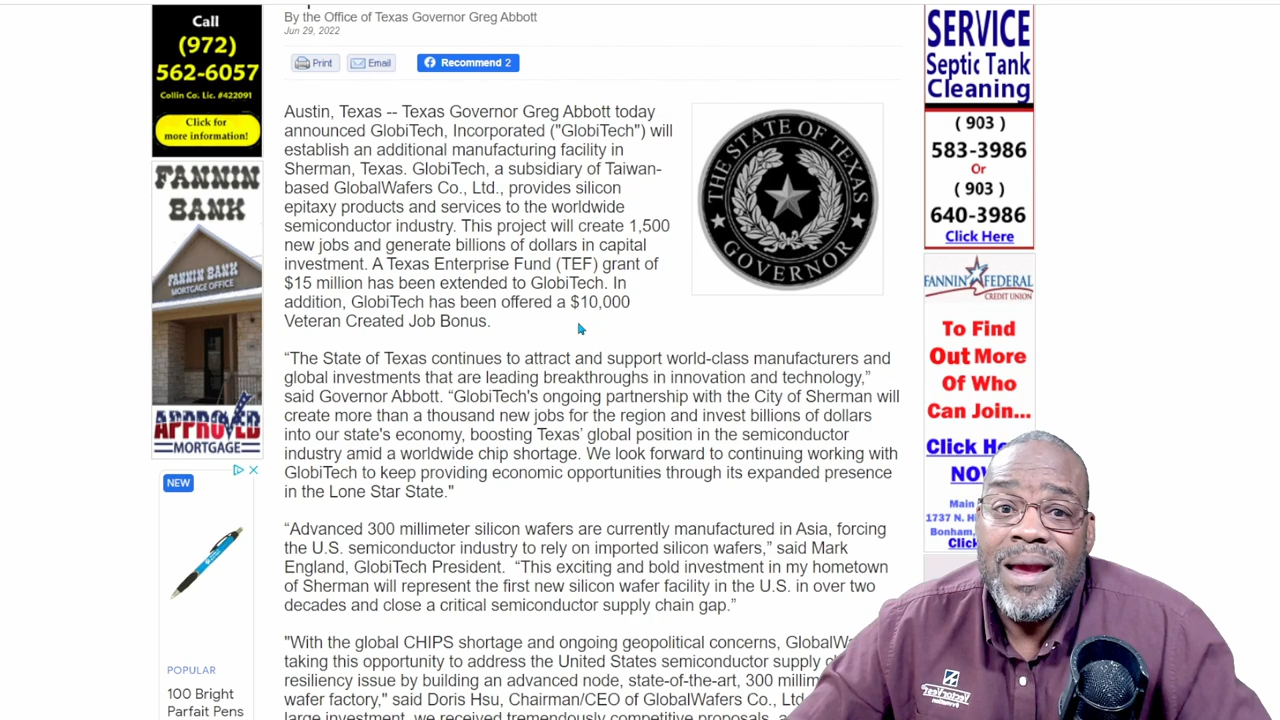 By the Office of Texas Governor Greg Abbott
Jun 29, 2022
Print
Email
Recommend 2
Call
(972)
562-6057
Collin Co. Lic. #422091
Click for
more information!
FANNIN
BANK
FANNIN BANK
MORTGAGE OFFICE
APPROVED
MORTGAGE
NEW
POPULAR
100 Bright
Parfait Pens
Austin, Texas -- Texas Governor Greg Abbott today
announced GlobiTech, Incorporated ("GlobiTech") will
establish an additional manufacturing facility in
Sherman, Texas. GlobiTech, a subsidiary of Taiwan-
based GlobalWafers Co., Ltd., provides silicon
epitaxy products and services to the worldwide
semiconductor industry. This project will create 1,500
new jobs and generate billions of dollars in capital
investment. A Texas Enterprise Fund (TEF) grant of
$15 million has been extended to GlobiTech. In
addition, GlobiTech has been offered a $10,000
Veteran Created Job Bonus.
THE STATE OF TEXAS
GOVERNOR
“The State of Texas continues to attract and support world-class manufacturers and
global investments that are leading breakthroughs in innovation and technology,”
said Governor Abbott. “GlobiTech's ongoing partnership with the City of Sherman will
create more than a thousand new jobs for the region and invest billions of dollars
into our state's economy, boosting Texas’ global position in the semiconductor
industry amid a worldwide chip shortage. We look forward to continuing working with
GlobiTech to keep providing economic opportunities through its expanded presence
in the Lone Star State."
“Advanced 300 millimeter silicon wafers are currently manufactured in Asia, forcing
the U.S. semiconductor industry to rely on imported silicon wafers,” said Mark
England, GlobiTech President.  “This exciting and bold investment in my hometown
of Sherman will represent the first new silicon wafer facility in the U.S. in over two
decades and close a critical semiconductor supply chain gap.”
"With the global CHIPS shortage and ongoing geopolitical concerns, GlobalWa
taking this opportunity to address the United States semiconductor supply
resiliency issue by building an advanced node, state-of-the-art, 300 millim
wafer factory," said Doris Hsu, Chairman/CEO of GlobalWafers Co., Ltd
large investment, we received tremendously competitive proposals, a
SERVICE
Septic Tank
Cleaning
( 903 )
583-3986
Or
( 903 )
640-3986
Click Here
FANNIN FEDERAL
CREDIT UNION
To Find
Out More
Of Who
Can Join...
Click He
NOW
Main
1737 N. Hi
Bonham,
Click